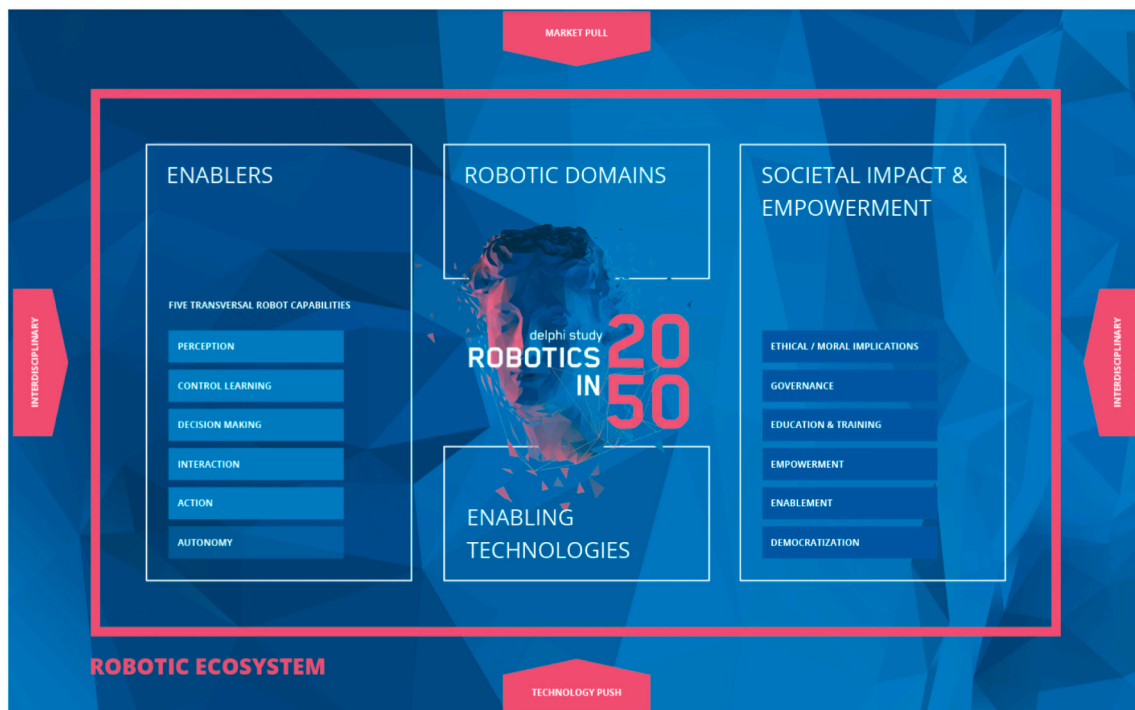 MARKET PULL
ENABLERS
FIVE TRANSVERSAL ROBOT CAPABILITIES
PERCEPTION
CONTROL LEARNING
DECISION MAKING
INTERACTION
ACTION
AUTONOMY
ROBOTIC DOMAINS
delphi study
ROBOTICS
IN
20
50
ENABLING
TECHNOLOGIES
SOCIETAL IMPACT &
EMPOWERMENT
ETHICAL / MORAL IMPLICATIONS
GOVERNANCE
EDUCATION & TRAINING
EMPOWERMENT
ENABLEMENT
DEMOCRATIZATION
INTERDISCIPLINARY
INTERDISCIPLINARY
ROBOTIC ECOSYSTEM
TECHNOLOGY PUSH